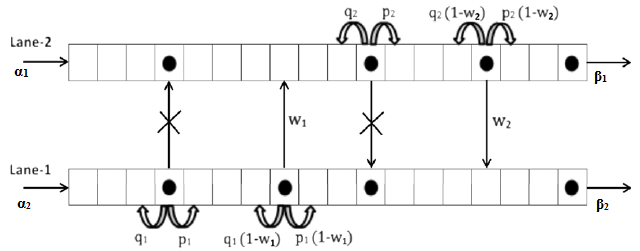 q₂ p₂ q₂ (1-w₂) p₂ (1-w₂)
Lane-2
α₁ β₁
w₁ w₂
Lane-1
α₂ β₂
q₁ p₁ q₁ (1-w₁) p₁ (1-w₁)